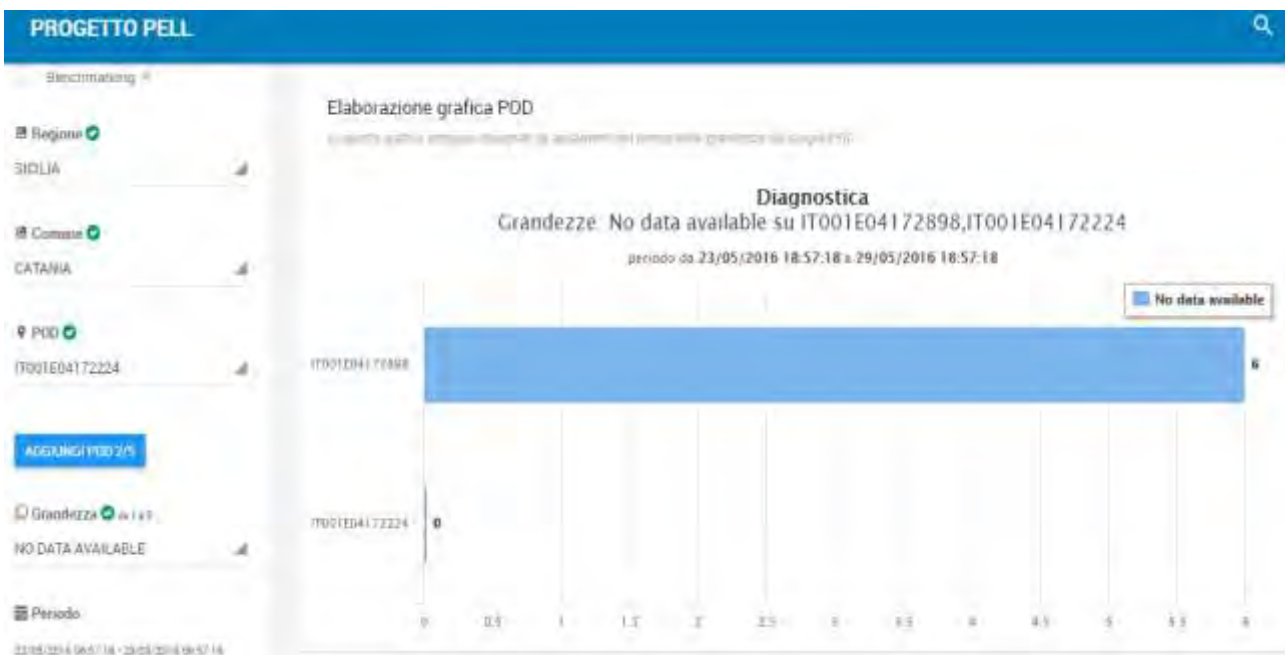 PROGETTO PELL
Benchmarking
Regione
SICILIA
Comune
CATANIA
POD
IT001E04172224
AGGIUNGI POD 2/5
Grandezza
NO DATA AVAILABLE
Periodo
Elaborazione grafica POD
Diagnostica
Grandezze: No data available su IT001E04172898,IT001E04172224
periodo da 23/05/2016 18:57:18 a 29/05/2016 18:57:18
No data available
IT001E04172898
6
IT001E04172224
0
0 0.5 1 1.5 2 2.5 3 3.5 4 4.5 5 5.5 6